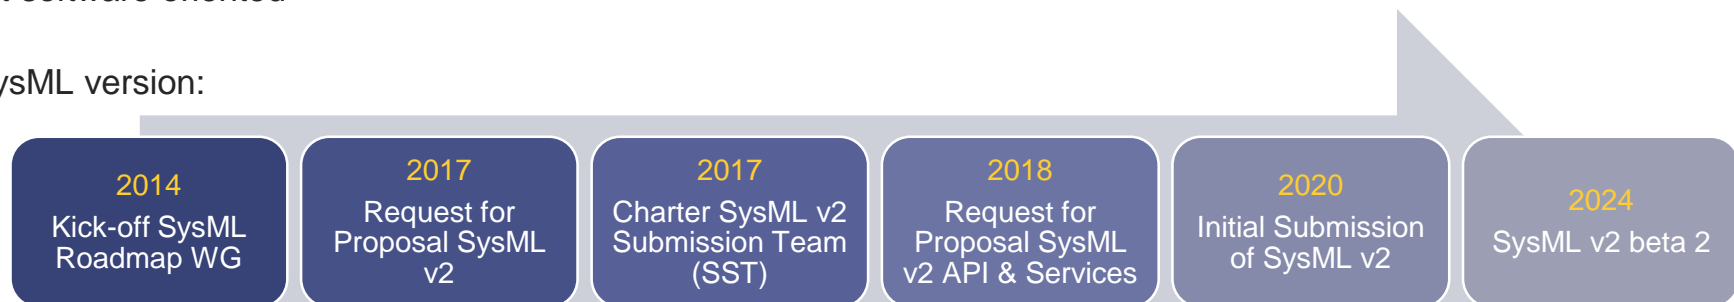 software-oriented
ysML version:
2014
Kick-off SysML
Roadmap WG
2017
Request for
Proposal SysML
v2
2017
Charter SysML v2
Submission Team
(SST)
2018
Request for
Proposal SysML
v2 API & Services
2020
Initial Submission
of SysML v2
2024
SysML v2 beta 2